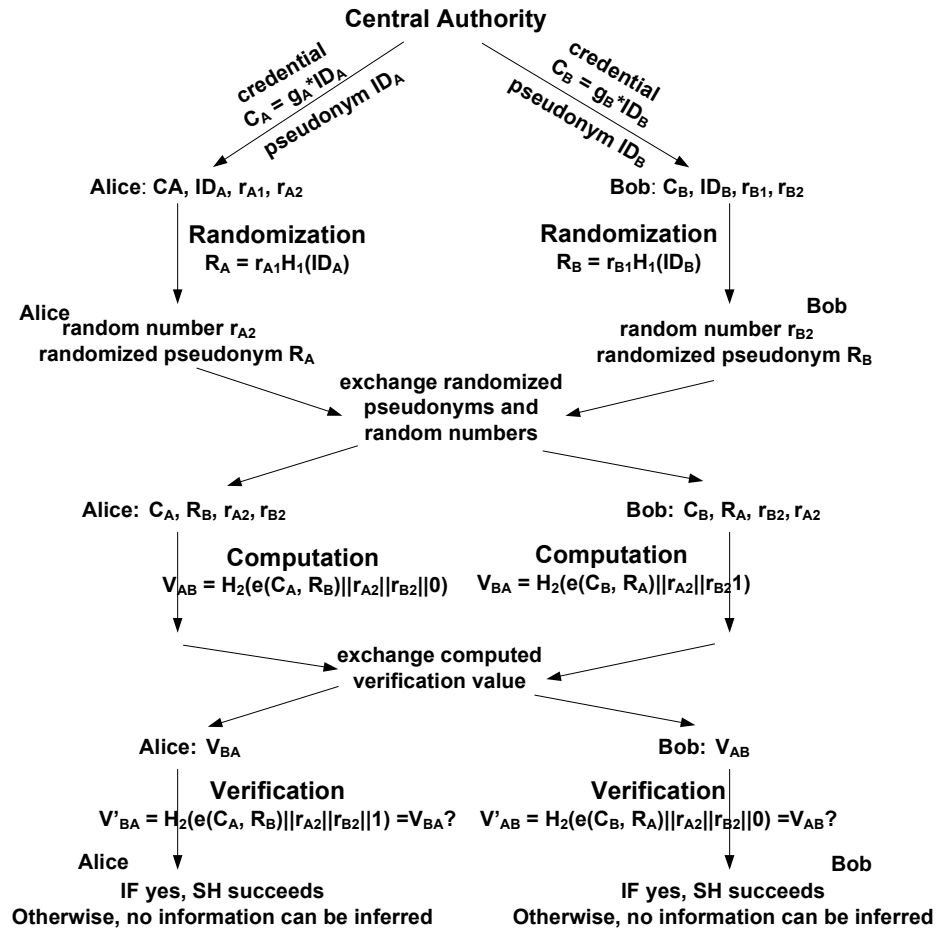 Central Authority
credential
C_A = g_A*ID_A
pseudonym ID_A
credential
C_B = g_B*ID_B
pseudonym ID_B
Alice: CA, ID_A, r_A1, r_A2
Bob: C_B, ID_B, r_B1, r_B2
Randomization
R_A = r_A1H_1(ID_A)
Randomization
R_B = r_B1H_1(ID_B)
Alice
random number r_A2
randomized pseudonym R_A
Bob
random number r_B2
randomized pseudonym R_B
exchange randomized
pseudonyms and
random numbers
Alice: C_A, R_B, r_A2, r_B2
Bob: C_B, R_A, r_B2, r_A2
Computation
V_AB = H_2(e(C_A, R_B)||r_A2||r_B2||0)
Computation
V_BA = H_2(e(C_B, R_A)||r_A2||r_B21)
exchange computed
verification value
Alice: V_BA
Bob: V_AB
Verification
V'_BA = H_2(e(C_A, R_B)||r_A2||r_B2||1) =V_BA?
Verification
V'_AB = H_2(e(C_B, R_A)||r_A2||r_B2||0) =V_AB?
Alice
IF yes, SH succeeds
Otherwise, no information can be inferred
Bob
IF yes, SH succeeds
Otherwise, no information can be inferred